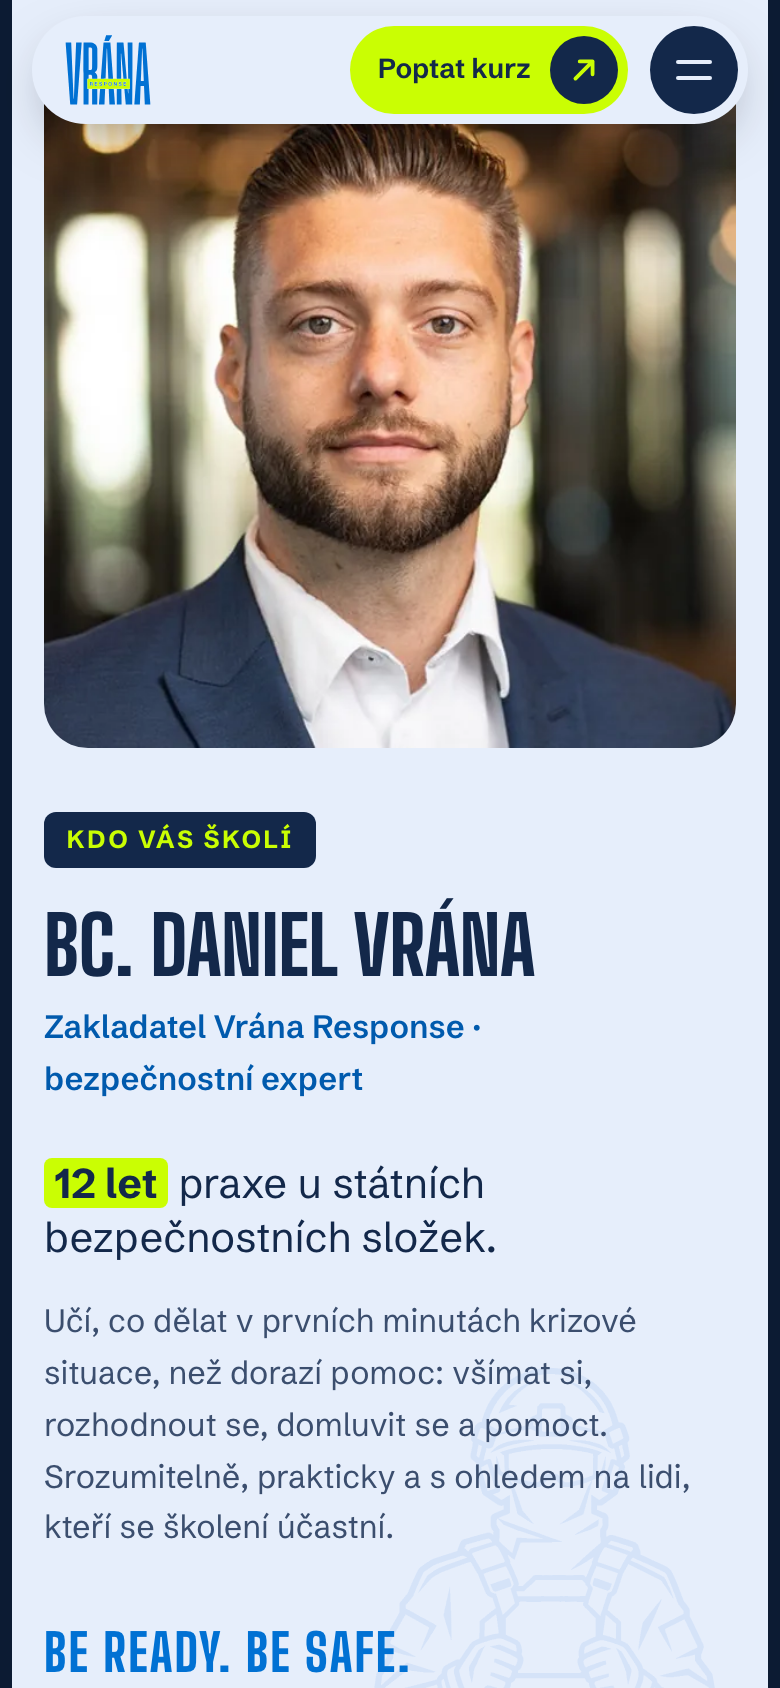 VRÁNA
RESPONSE
Poptat kurz
KDO VÁS ŠKOLÍ
BC. DANIEL VRÁNA
Zakladatel Vrána Response ·
bezpečnostní expert
12 let praxe u státních
bezpečnostních složek.
Učí, co dělat v prvních minutách krizové
situace, než dorazí pomoc: všímat si,
rozhodnout se, domluvit se a pomoct.
Srozumitelně, prakticky a s ohledem na lidi,
kteří se školení účastní.
BE READY. BE SAFE.